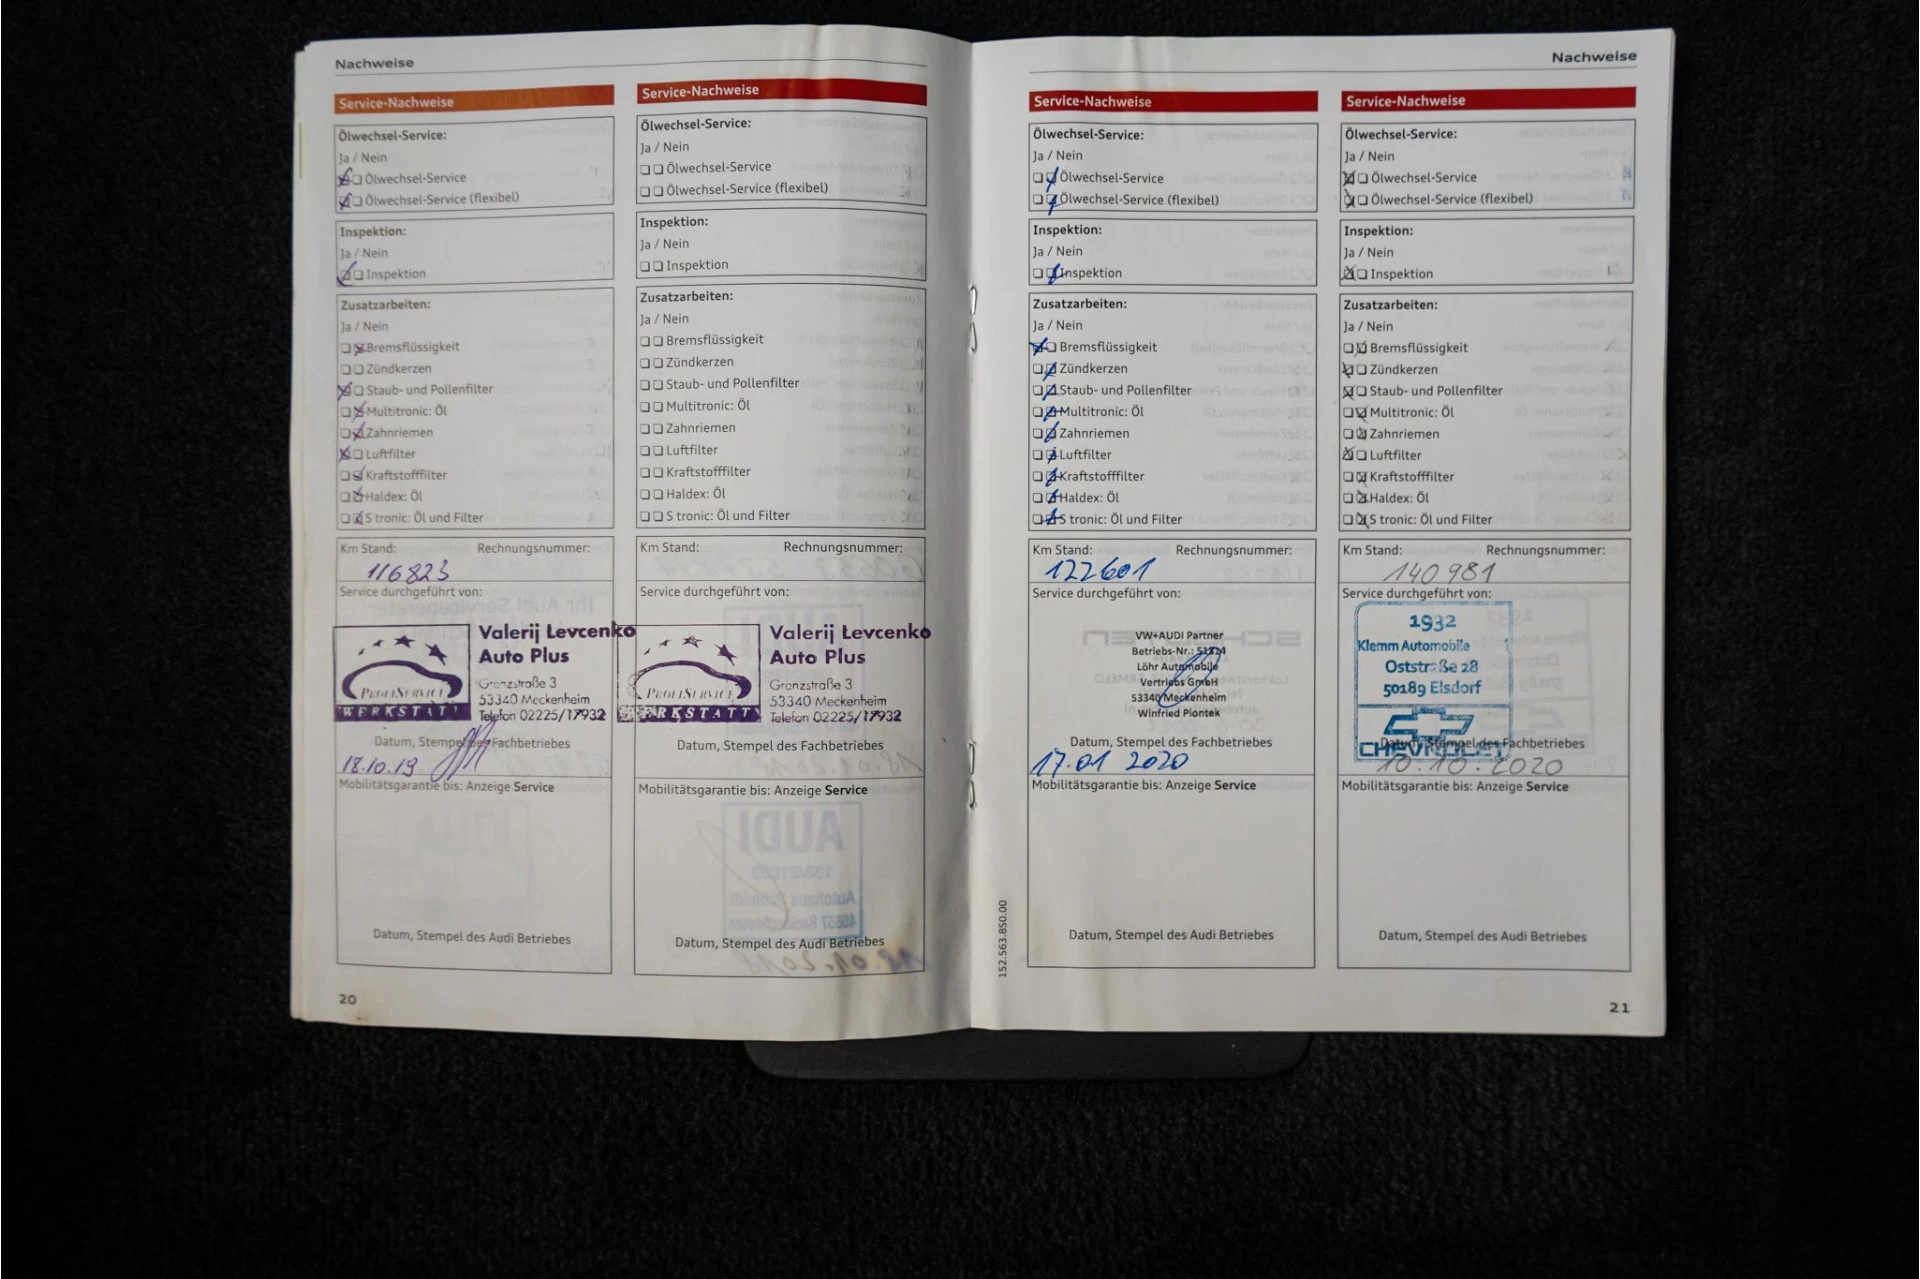 Nachweise
Service-Nachweise
Ölwechsel-Service:
Ja / Nein
Ölwechsel-Service
Ölwechsel-Service (flexibel)
Inspektion:
Ja / Nein
Inspektion
Zusatzarbeiten:
Ja / Nein
Bremsflüssigkeit
Zündkerzen
Staub- und Pollenfilter
Multitronic: Öl
Zahnriemen
Luftfilter
Kraftstofffilter
Haldex: Öl
S tronic: Öl und Filter
Km Stand: Rechnungsnummer:
116823
Service durchgeführt von:
Valerij Levcenko
Auto Plus
Grenzstraße 3
53340 Meckenheim
Telefon 02225/17932
PROFISERVICE
WERKSTATT
Datum, Stempel des Fachbetriebes
18.10.19
Mobilitätsgarantie bis: Anzeige Service
Datum, Stempel des Audi Betriebes
20
Service-Nachweise
Ölwechsel-Service:
Ja / Nein
Ölwechsel-Service
Ölwechsel-Service (flexibel)
Inspektion:
Ja / Nein
Inspektion
Zusatzarbeiten:
Ja / Nein
Bremsflüssigkeit
Zündkerzen
Staub- und Pollenfilter
Multitronic: Öl
Zahnriemen
Luftfilter
Kraftstofffilter
Haldex: Öl
S tronic: Öl und Filter
Km Stand: Rechnungsnummer:
Service durchgeführt von:
Valerij Levcenko
Auto Plus
Grenzstraße 3
53340 Meckenheim
Telefon 02225/17932
PROFISERVICE
WERKSTATT
Datum, Stempel des Fachbetriebes
Mobilitätsgarantie bis: Anzeige Service
Datum, Stempel des Audi Betriebes
Nachweise
Service-Nachweise
Ölwechsel-Service:
Ja / Nein
Ölwechsel-Service
Ölwechsel-Service (flexibel)
Inspektion:
Ja / Nein
Inspektion
Zusatzarbeiten:
Ja / Nein
Bremsflüssigkeit
Zündkerzen
Staub- und Pollenfilter
Multitronic: Öl
Zahnriemen
Luftfilter
Kraftstofffilter
Haldex: Öl
S tronic: Öl und Filter
Km Stand: Rechnungsnummer:
122601
Service durchgeführt von:
VW+AUDI Partner
Betriebs-Nr.:
Löhr Automobile
Vertriebs GmbH
53340 Meckenheim
Winfried Piontek
Datum, Stempel des Fachbetriebes
17.01 2020
Mobilitätsgarantie bis: Anzeige Service
Datum, Stempel des Audi Betriebes
152.563.850.00
Service-Nachweise
Ölwechsel-Service:
Ja / Nein
Ölwechsel-Service
Ölwechsel-Service (flexibel)
Inspektion:
Ja / Nein
Inspektion
Zusatzarbeiten:
Ja / Nein
Bremsflüssigkeit
Zündkerzen
Staub- und Pollenfilter
Multitronic: Öl
Zahnriemen
Luftfilter
Kraftstofffilter
Haldex: Öl
S tronic: Öl und Filter
Km Stand: Rechnungsnummer:
140981
Service durchgeführt von:
1932
Klemm Automobile
Oststraße 28
50189 Elsdorf
CHEVROLET
Datum, Stempel des Fachbetriebes
10.10.2020
Mobilitätsgarantie bis: Anzeige Service
Datum, Stempel des Audi Betriebes
21